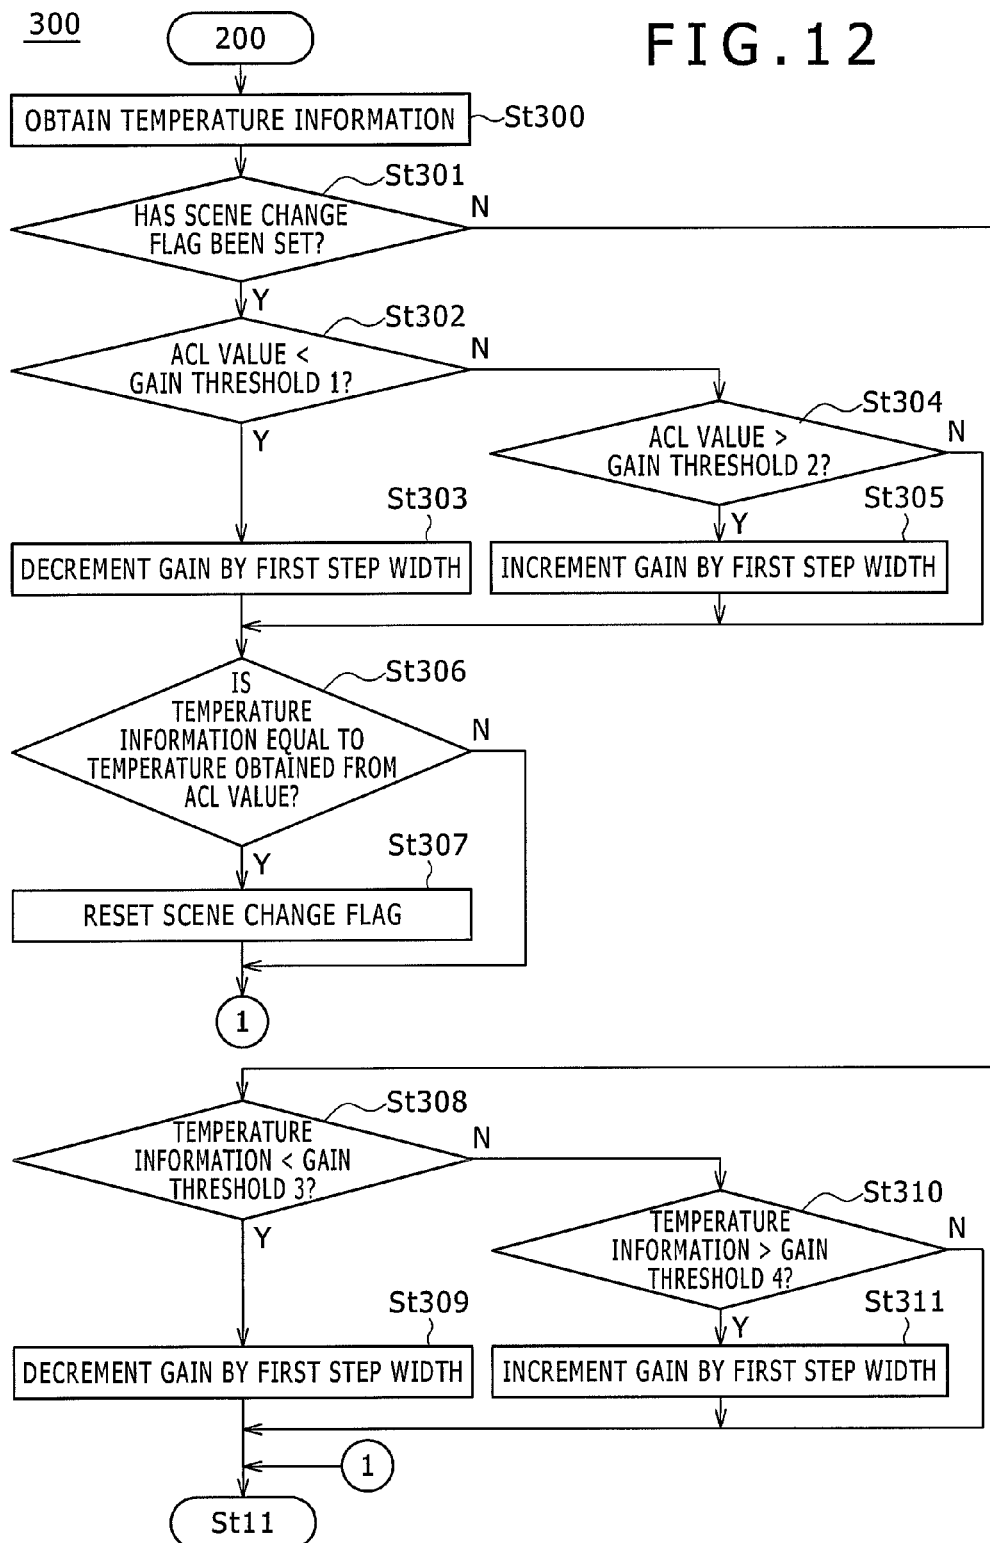 300
200
FIG.12
OBTAIN TEMPERATURE INFORMATION
St300
St301
HAS SCENE CHANGE
FLAG BEEN SET?
N
Y
St302
ACL VALUE <
GAIN THRESHOLD 1?
N
Y
St304
ACL VALUE >
GAIN THRESHOLD 2?
N
Y
St303
DECREMENT GAIN BY FIRST STEP WIDTH
St305
INCREMENT GAIN BY FIRST STEP WIDTH
St306
IS
TEMPERATURE
INFORMATION EQUAL TO
TEMPERATURE OBTAINED FROM
ACL VALUE?
N
Y
St307
RESET SCENE CHANGE FLAG
1
St308
TEMPERATURE
INFORMATION < GAIN
THRESHOLD 3?
N
Y
St310
TEMPERATURE
INFORMATION > GAIN
THRESHOLD 4?
N
Y
St309
DECREMENT GAIN BY FIRST STEP WIDTH
St311
INCREMENT GAIN BY FIRST STEP WIDTH
1
St11